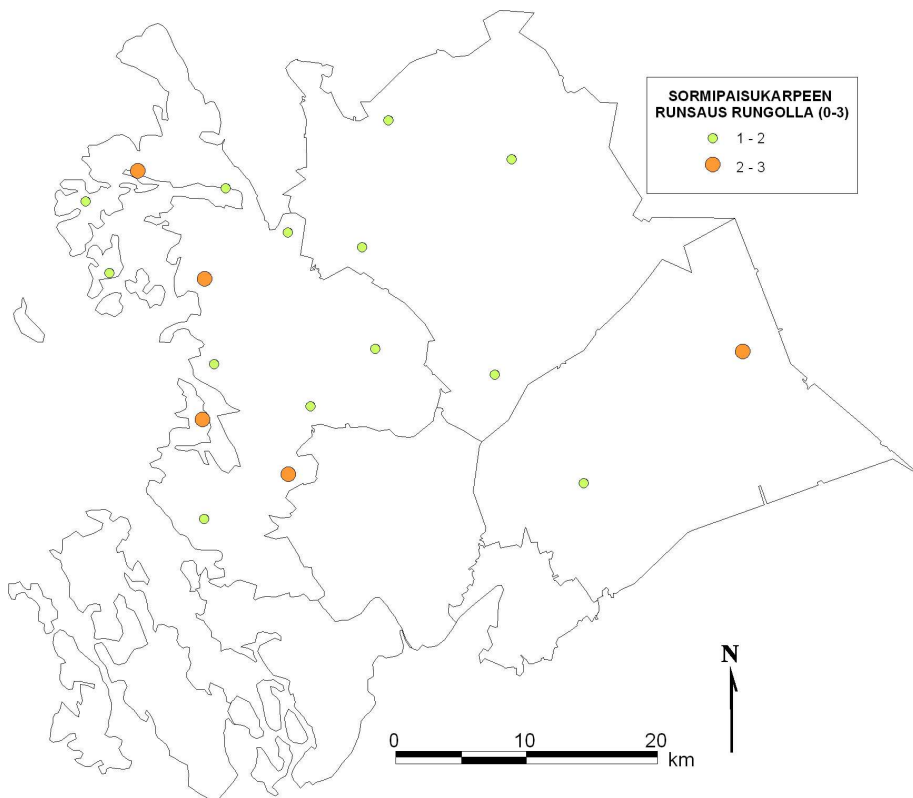 SORMIPAISUKARPEEN
RUNSAUS RUNGOLLA (0-3)
1 - 2
2 - 3
N
0 10 20
km